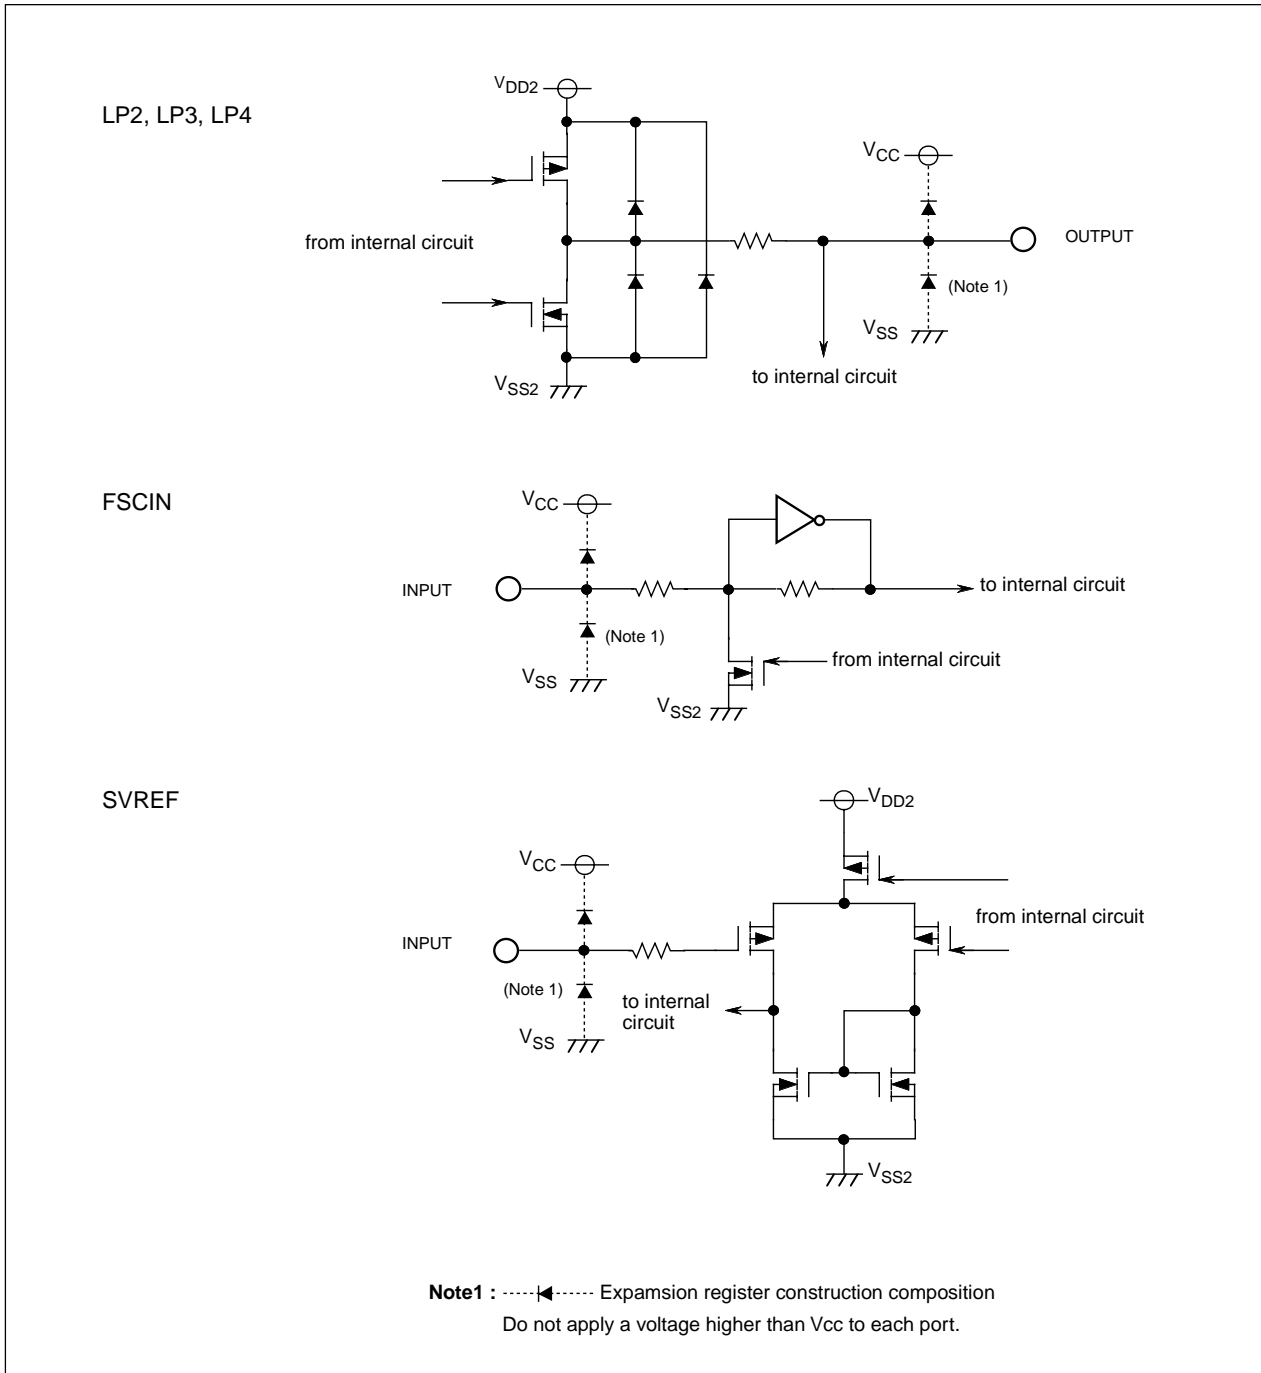 LP2, LP3, LP4
VDD2
VCC
from internal circuit
OUTPUT
(Note 1)
VSS
to internal circuit
VSS2
FSCIN
VCC
INPUT
to internal circuit
(Note 1)
from internal circuit
VSS
VSS2
SVREF
VDD2
VCC
from internal circuit
INPUT
(Note 1)
to internal
circuit
VSS
VSS2
Note1 : Expamsion register construction composition
Do not apply a voltage higher than Vcc to each port.